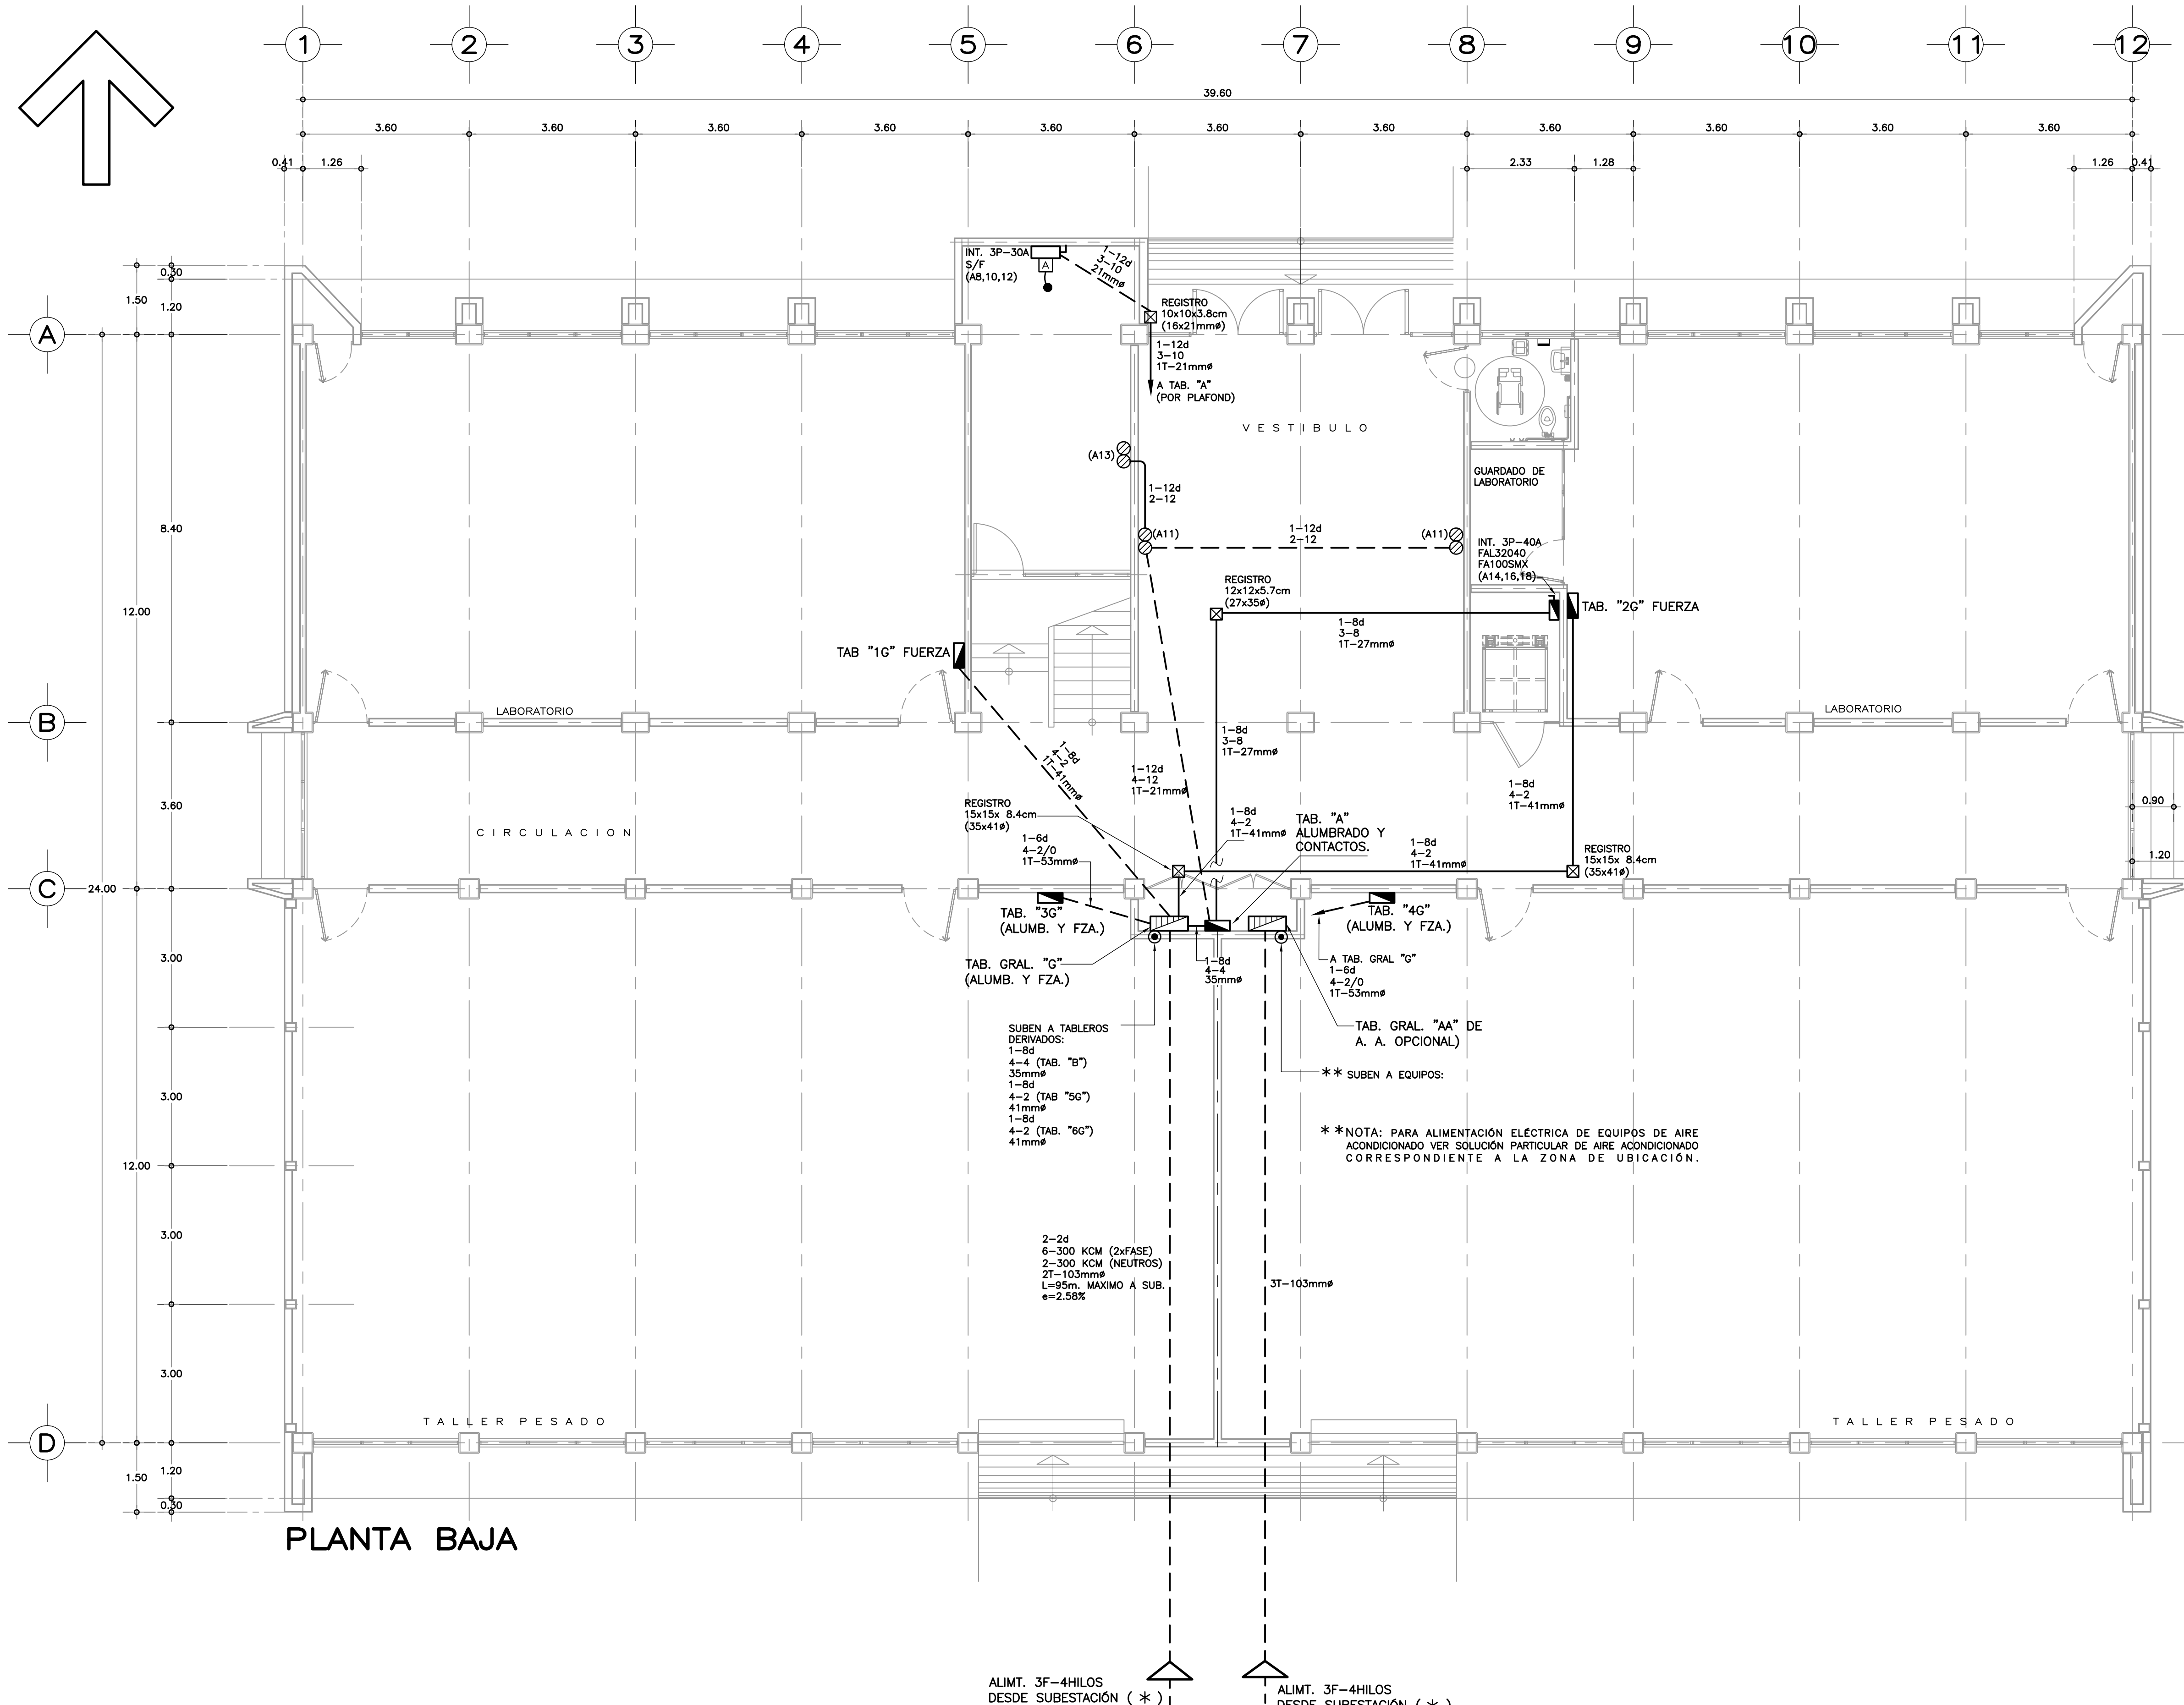 1 2 3 4 5 6 7 8 9 10 11 12
39.60
3.60 3.60 3.60 3.60 3.60 3.60 3.60 3.60 3.60 3.60 3.60
0.41 1.26 2.33 1.28 1.26 0.41
INT. 3P-30A
S/F
(A8,10,12)
A
1-12d
3-10
21mmø
REGISTRO
10x10x3.8cm
(16x21mmø)
1-12d
3-10
1T-21mmø
A TAB. "A"
(POR PLAFOND)
0.30
1.50
1.20
A
VESTIBULO
(A13)
1-12d
2-12
(A11)
1-12d
2-12
(A11)
GUARDADO DE
LABORATORIO
INT. 3P-40A
FAL32040
FA100SMX
(A14,16,18)
TAB. "2G" FUERZA
REGISTRO
12x12x5.7cm
(27x35ø)
1-8d
3-8
1T-27mmø
8.40
12.00
TAB "1G" FUERZA
LABORATORIO
LABORATORIO
B
1-8d
4-2
1T-41mmø
1-12d
4-12
1T-21mmø
1-8d
3-8
1T-27mmø
1-8d
4-2
1T-41mmø
3.60
0.90
1.20
CIRCULACION
REGISTRO
15x15x 8.4cm
(35x41ø)
1-6d
4-2/0
1T-53mmø
1-8d
4-2
1T-41mmø
TAB. "A"
ALUMBRADO Y
CONTACTOS.
1-8d
4-2
1T-41mmø
REGISTRO
15x15x 8.4cm
(35x41ø)
C
24.00
TAB. "3G"
(ALUMB. Y FZA.)
TAB. "4G"
(ALUMB. Y FZA.)
TAB. GRAL. "G"
(ALUMB. Y FZA.)
1-8d
4-4
35mmø
A TAB. GRAL "G"
1-6d
4-2/0
1T-53mmø
3.00
SUBEN A TABLEROS
DERIVADOS:
1-8d
4-4 (TAB. "B")
35mmø
1-8d
4-2 (TAB "5G")
41mmø
1-8d
4-2 (TAB. "6G")
41mmø
TAB. GRAL. "AA" DE
A. A. OPCIONAL)
** SUBEN A EQUIPOS:
3.00
**NOTA: PARA ALIMENTACIÓN ELÉCTRICA DE EQUIPOS DE AIRE
ACONDICIONADO VER SOLUCIÓN PARTICULAR DE AIRE ACONDICIONADO
CORRESPONDIENTE A LA ZONA DE UBICACIÓN.
12.00
3.00
2-2d
6-300 KCM (2xFASE)
2-300 KCM (NEUTROS)
2T-103mmø
L=95m. MAXIMO A SUB.
e=2.58%
3T-103mmø
3.00
TALLER PESADO
TALLER PESADO
D
1.20
1.50
0.30
PLANTA BAJA
ALIMT. 3F-4HILOS
DESDE SUBESTACIÓN (*)
ALIMT. 3F-4HILOS
DESDE SUBESTACIÓN (*)